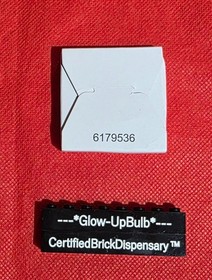 6179536
---*Glow-UpBulb*---
CertifiedBrickDispensary™